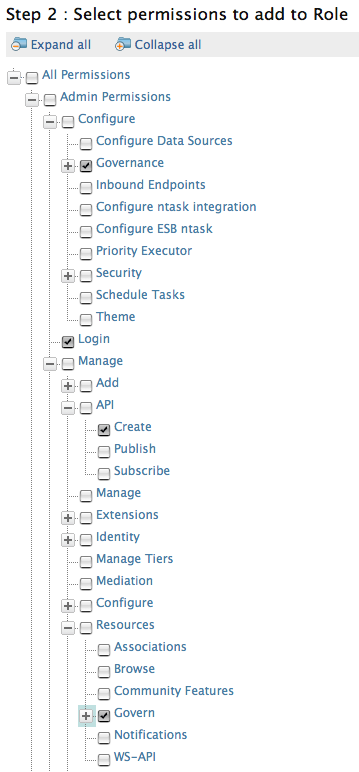 Step 2 : Select permissions to add to Role
Expand all Collapse all
All Permissions
Admin Permissions
Configure
Configure Data Sources
Governance
Inbound Endpoints
Configure ntask integration
Configure ESB ntask
Priority Executor
Security
Schedule Tasks
Theme
Login
Manage
Add
API
Create
Publish
Subscribe
Manage
Extensions
Identity
Manage Tiers
Mediation
Configure
Resources
Associations
Browse
Community Features
Govern
Notifications
WS-API